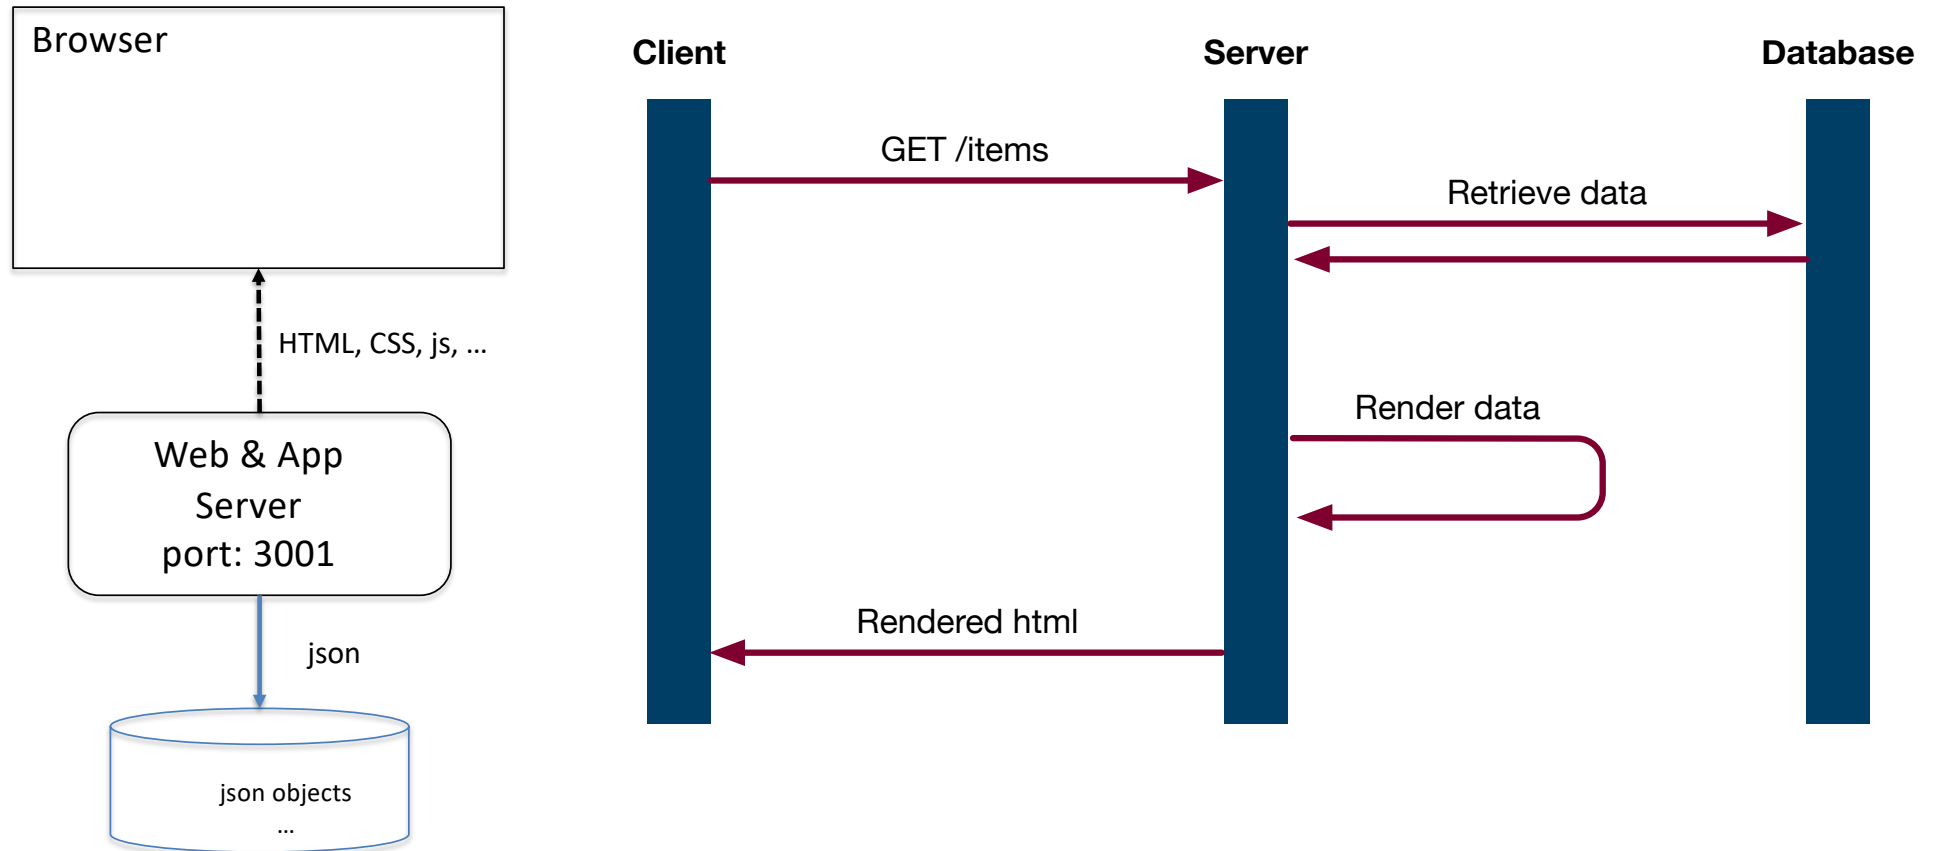 Browser
HTML, CSS, js, ...
Web & App
Server
port: 3001
json
json objects
...
Client
Server
Database
GET /items
Retrieve data
Render data
Rendered html